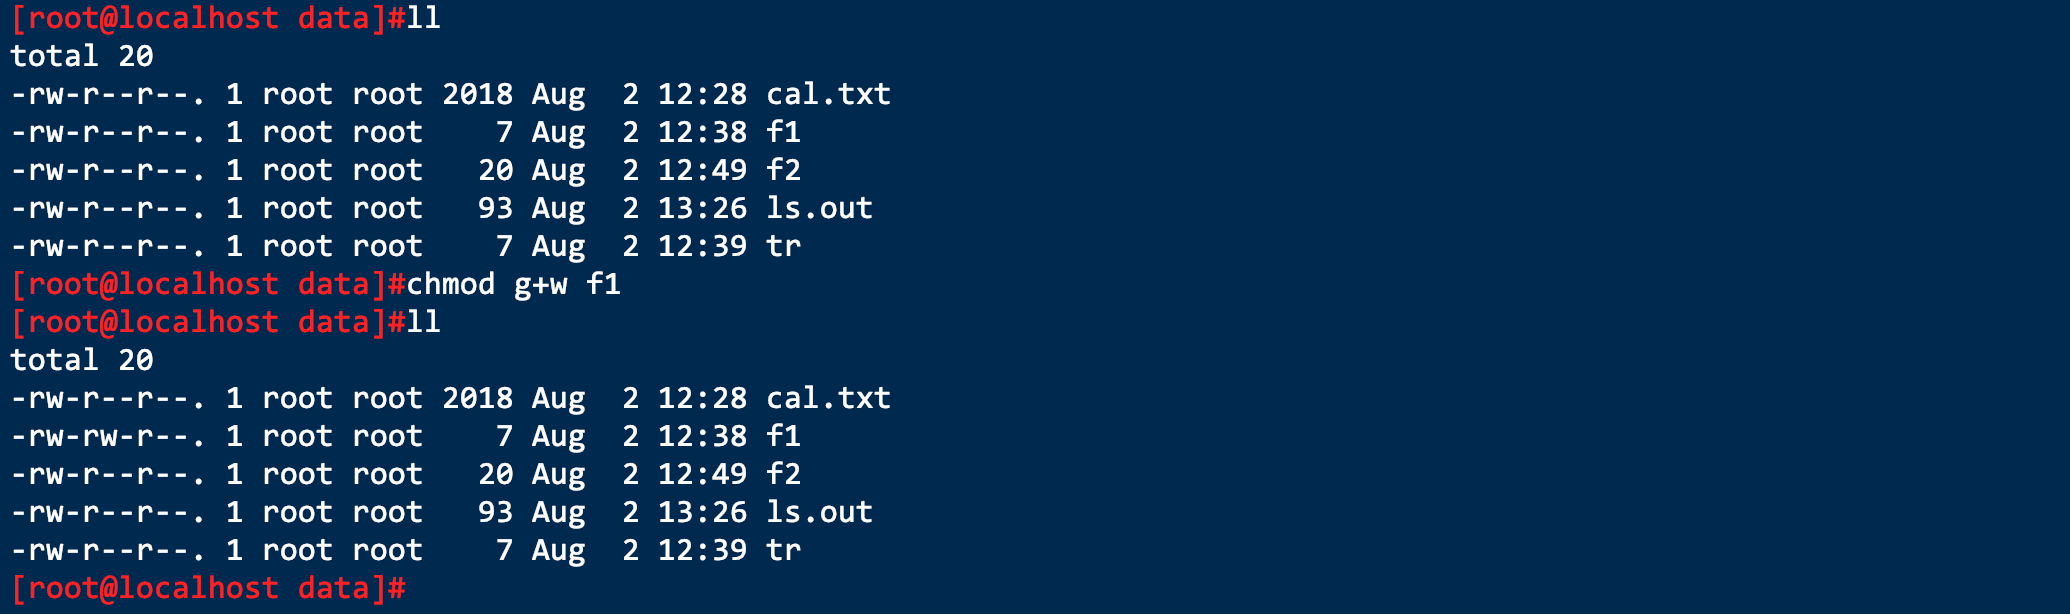 [root@localhost data]#ll
total 20
-rw-r--r--. 1 root root 2018 Aug  2 12:28 cal.txt
-rw-r--r--. 1 root root    7 Aug  2 12:38 f1
-rw-r--r--. 1 root root   20 Aug  2 12:49 f2
-rw-r--r--. 1 root root   93 Aug  2 13:26 ls.out
-rw-r--r--. 1 root root    7 Aug  2 12:39 tr
[root@localhost data]#chmod g+w f1
[root@localhost data]#ll
total 20
-rw-r--r--. 1 root root 2018 Aug  2 12:28 cal.txt
-rw-rw-r--. 1 root root    7 Aug  2 12:38 f1
-rw-r--r--. 1 root root   20 Aug  2 12:49 f2
-rw-r--r--. 1 root root   93 Aug  2 13:26 ls.out
-rw-r--r--. 1 root root    7 Aug  2 12:39 tr
[root@localhost data]#